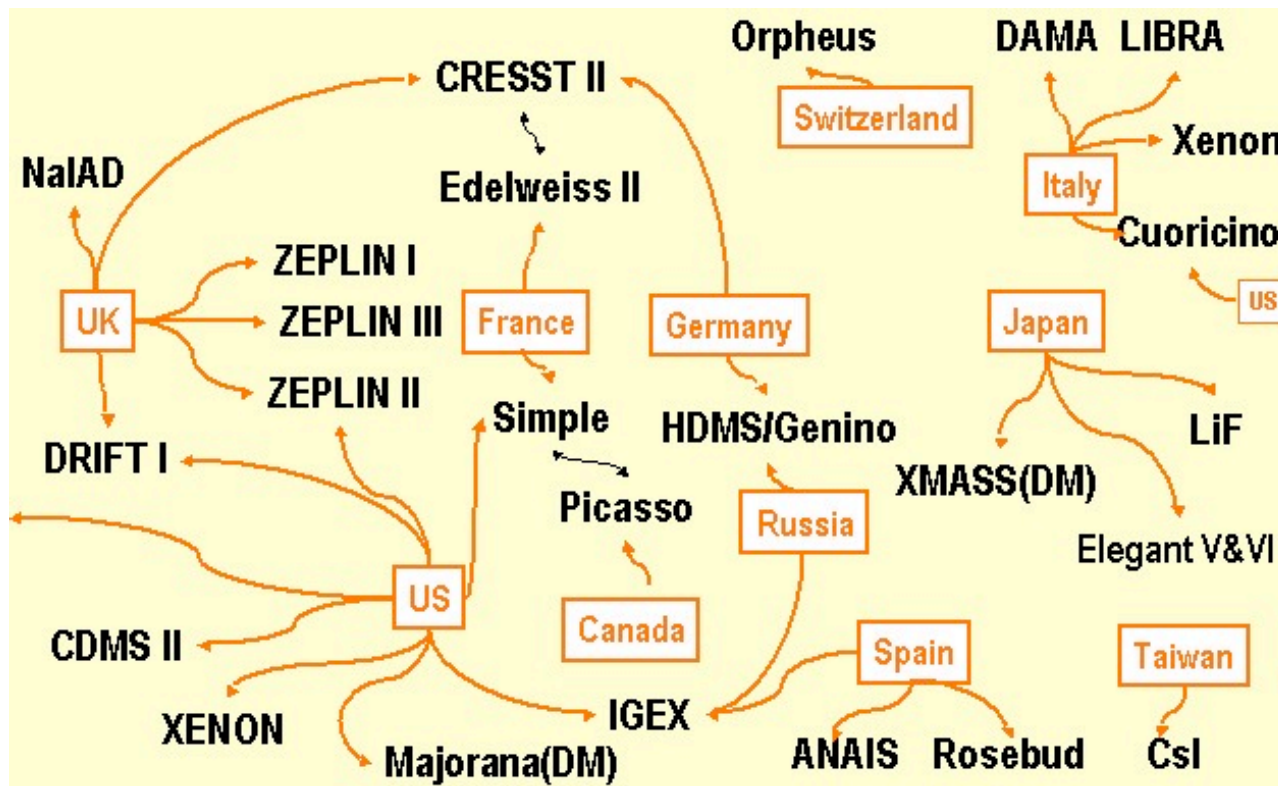 Orpheus
DAMA LIBRA
CRESST II
Switzerland
Xenon
NaIAD
Edelweiss II
Italy
Cuoricino
ZEPLIN I
US
UK
ZEPLIN III
France
Germany
Japan
ZEPLIN II
Simple
HDMS/Genino
LiF
DRIFT I
XMASS(DM)
Picasso
Russia
Elegant V&VI
US
Canada
CDMS II
Spain
Taiwan
XENON
IGEX
Majorana(DM)
ANAIS
Rosebud
CsI